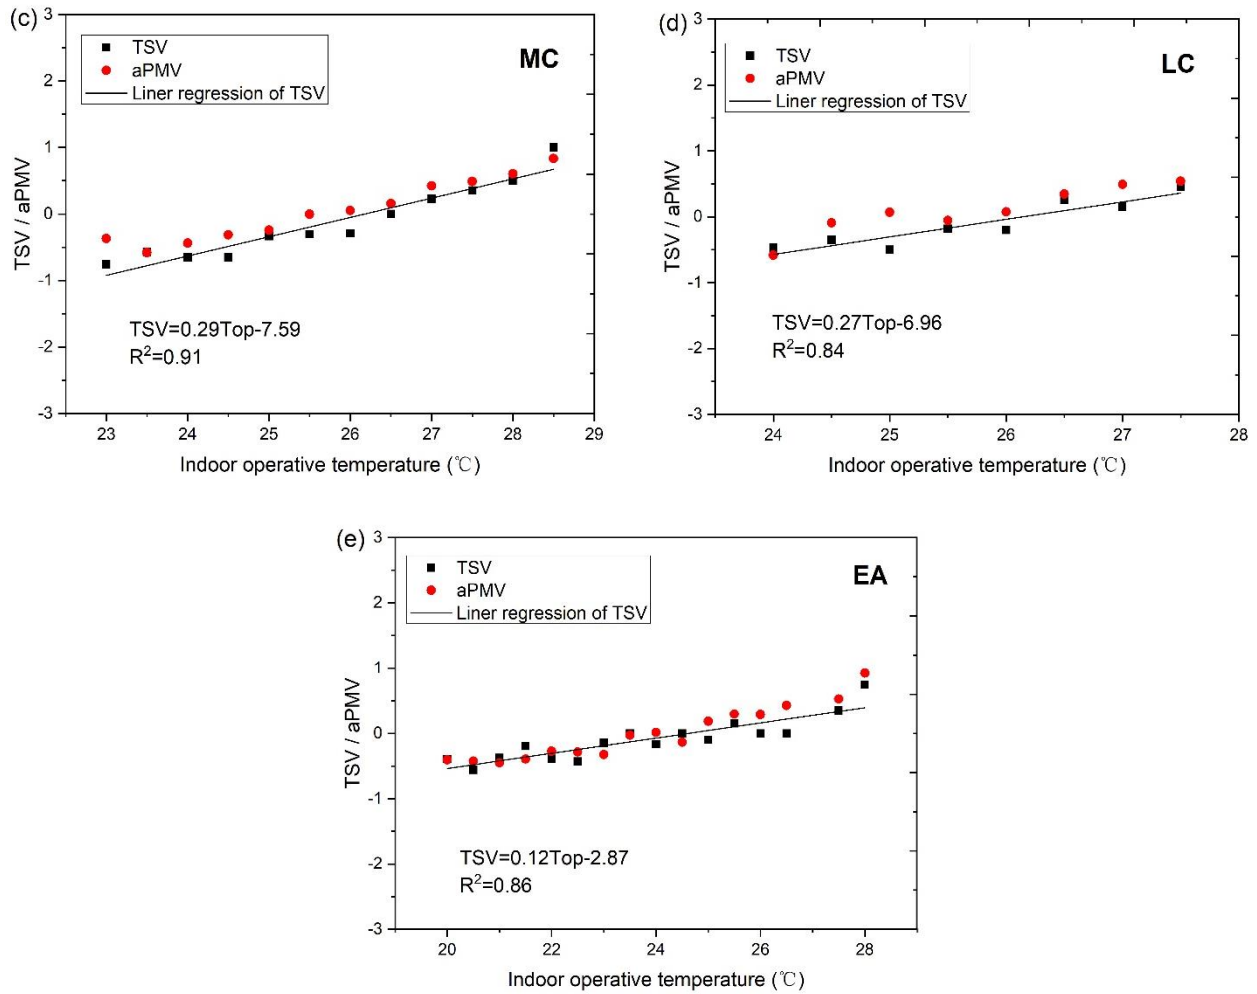 (c)
MC
TSV
aPMV
Liner regression of TSV
3
2
1
0
-1
-2
-3
TSV / aPMV
TSV=0.29Top-7.59
R²=0.91
23 24 25 26 27 28 29
Indoor operative temperature (℃)
(d)
LC
TSV
aPMV
Liner regression of TSV
3
2
1
0
-1
-2
-3
TSV / aPMV
TSV=0.27Top-6.96
R²=0.84
24 25 26 27 28
Indoor operative temperature (℃)
(e)
EA
TSV
aPMV
Liner regression of TSV
3
2
1
0
-1
-2
-3
TSV / aPMV
TSV=0.12Top-2.87
R²=0.86
20 22 24 26 28
Indoor operative temperature (℃)